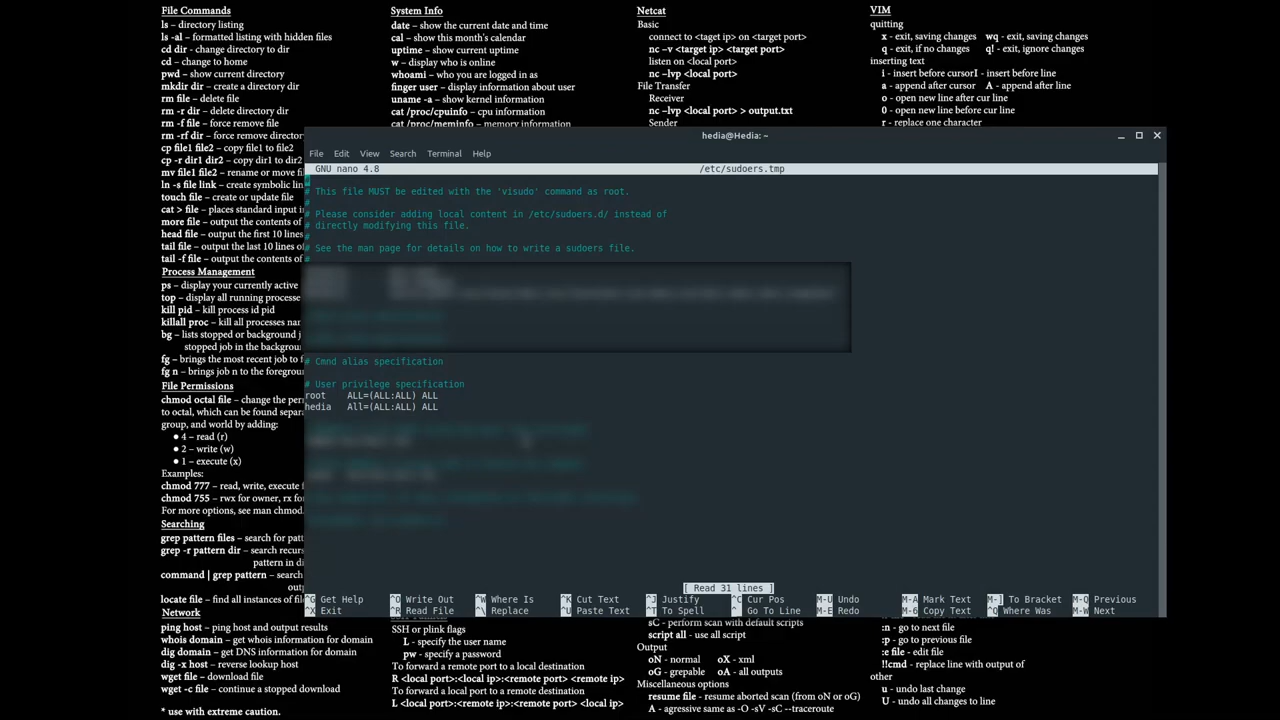 File Commands
ls – directory listing
ls -al – formatted listing with hidden files
cd dir - change directory to dir
cd – change to home
pwd – show current directory
mkdir dir – create a directory dir
rm file – delete file
rm -r dir – delete directory dir
rm -f file – force remove file
rm -rf dir – force remove director
cp file1 file2 – copy file1 to file2
cp -r dir1 dir2 – copy dir1 to dir2
mv file1 file2 – rename or move file
ln -s file link – create symbolic lin
touch file – create or update file
cat > file – places standard input in
more file – output the contents of
head file – output the first 10 lines
tail file – output the last 10 lines of
tail -f file – output the contents of
Process Management
ps – display your currently active
top – display all running processe
kill pid – kill process id pid
killall proc – kill all processes nam
bg – lists stopped or background j
stopped job in the background
fg – brings the most recent job to f
fg n – brings job n to the foregroun
File Permissions
chmod octal file – change the per
to octal, which can be found separ
group, and world by adding:
● 4 – read (r)
● 2 – write (w)
● 1 – execute (x)
Examples:
chmod 777 – read, write, execute f
chmod 755 – rwx for owner, rx for
For more options, see man chmod.
Searching
grep pattern files – search for patt
grep -r pattern dir – search recurs
pattern in di
command | grep pattern – search
outp
locate file – find all instances of file
Network
ping host – ping host and output results
whois domain – get whois information for domain
dig domain – get DNS information for domain
dig -x host – reverse lookup host
wget file – download file
wget -c file – continue a stopped download
* use with extreme caution.
System Info
date – show the current date and time
cal – show this month's calendar
uptime – show current uptime
w – display who is online
whoami – who you are logged in as
finger user – display information about user
uname -a – show kernel information
cat /proc/cpuinfo – cpu information
cat /proc/meminfo – memory information
Netcat
Basic
connect to <taget ip> on <target port>
nc –v <target ip> <target port>
listen on <local port>
nc –lvp <local port>
File Transfer
Receiver
nc –lvp <local port> > output.txt
Sender
VIM
quitting
x - exit, saving changes wq - exit, saving changes
q - exit, if no changes q! - exit, ignore changes
inserting text
i - insert before cursorI - insert before line
a - append after cursor A - append after line
o - open new line after cur line
0 - open new line before cur line
r - replace one character
hedia@Hedia: ~
File Edit View Search Terminal Help
GNU nano 4.8 /etc/sudoers.tmp
#
# This file MUST be edited with the 'visudo' command as root.
#
# Please consider adding local content in /etc/sudoers.d/ instead of
# directly modifying this file.
#
# See the man page for details on how to write a sudoers file.
#
# Cmnd alias specification
# User privilege specification
root ALL=(ALL:ALL) ALL
hedia All=(ALL:ALL) ALL
[ Read 31 lines ]
^G Get Help ^O Write Out ^W Where Is ^K Cut Text ^J Justify ^C Cur Pos M-U Undo M-A Mark Text M-] To Bracket M-Q Previous
^X Exit ^R Read File ^\ Replace ^U Paste Text ^T To Spell ^_ Go To Line M-E Redo M-6 Copy Text ^Q Where Was M-W Next
SSH or plink flags
L - specify the user name
pw - specify a password
To forward a remote port to a local destination
R <local port>:<local ip>:<remote port> <remote ip>
To forward a local port to a remote destination
L <local port>:<remote ip>:<remote port> <local ip>
sC - perform scan with default scripts
script all - use all script
Output
oN - normal oX - xml
oG - grepable oA - all outputs
Miscellaneous options
resume file - resume aborted scan (from oN or oG)
A - agressive same as -O -sV -sC --traceroute
:n - go to next file
:p - go to previous file
:e file - edit file
!!cmd - replace line with output of
other
u - undo last change
U - undo all changes to line